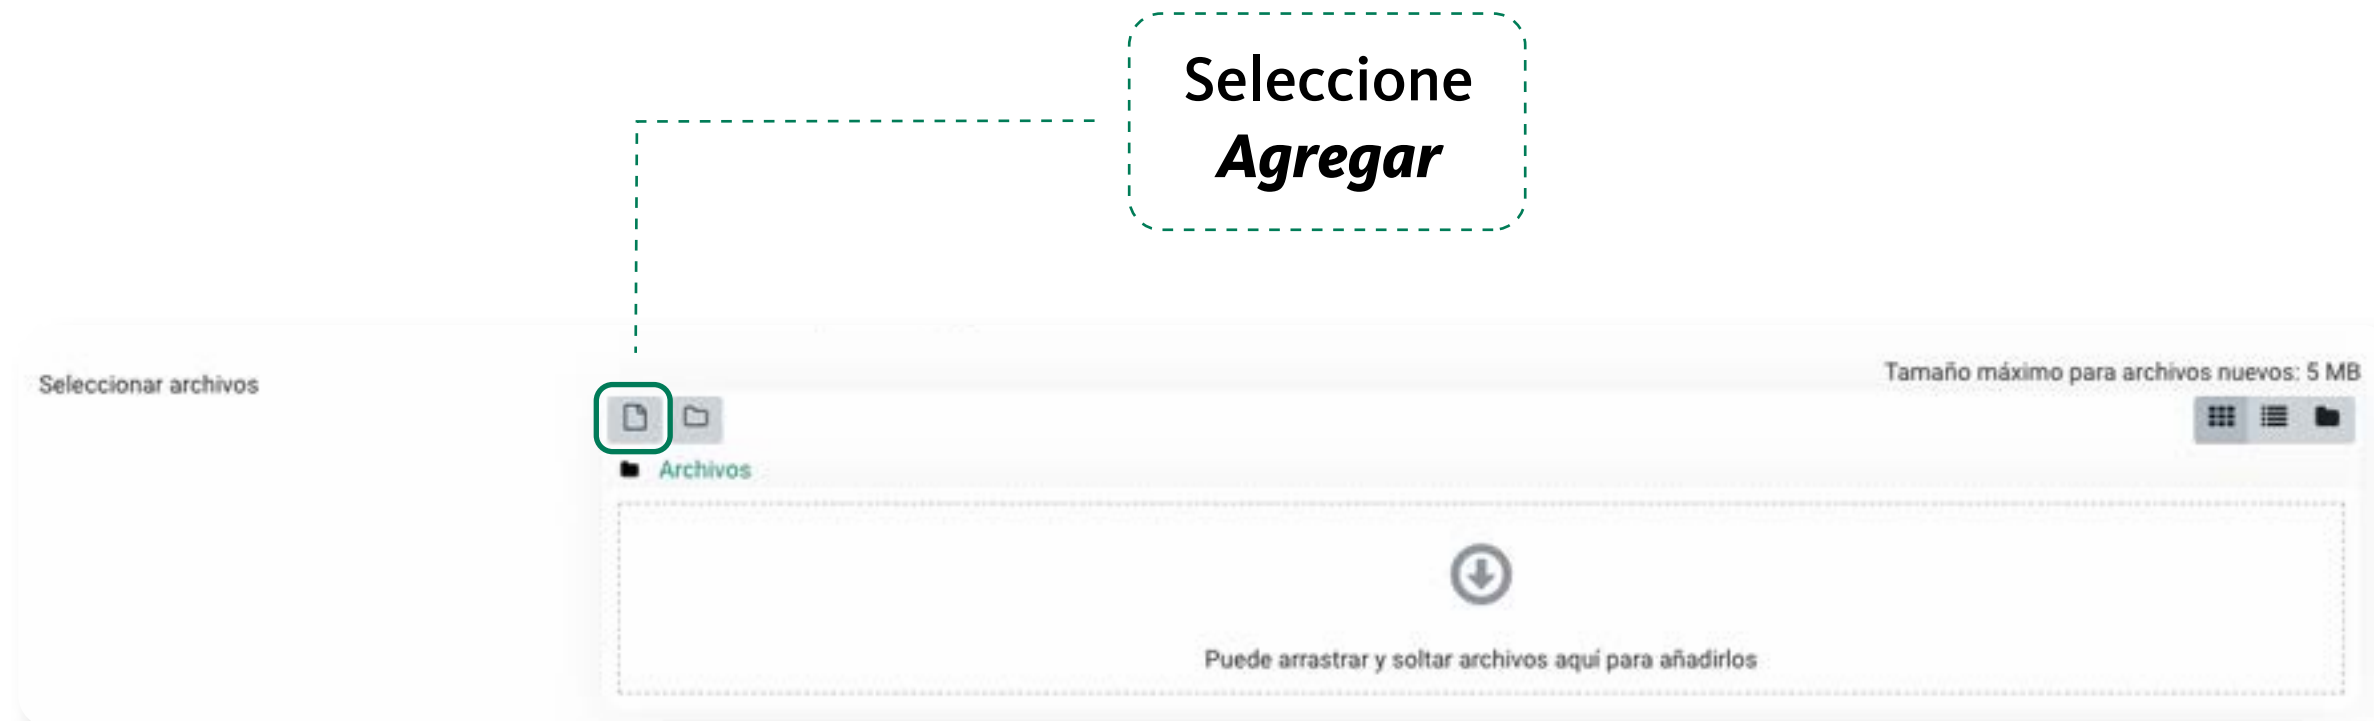 Seleccione
Agregar
Tamaño máximo para archivos nuevos: 5 MB
Seleccionar archivos
Archivos
Puede arrastrar y soltar archivos aquí para añadirlos